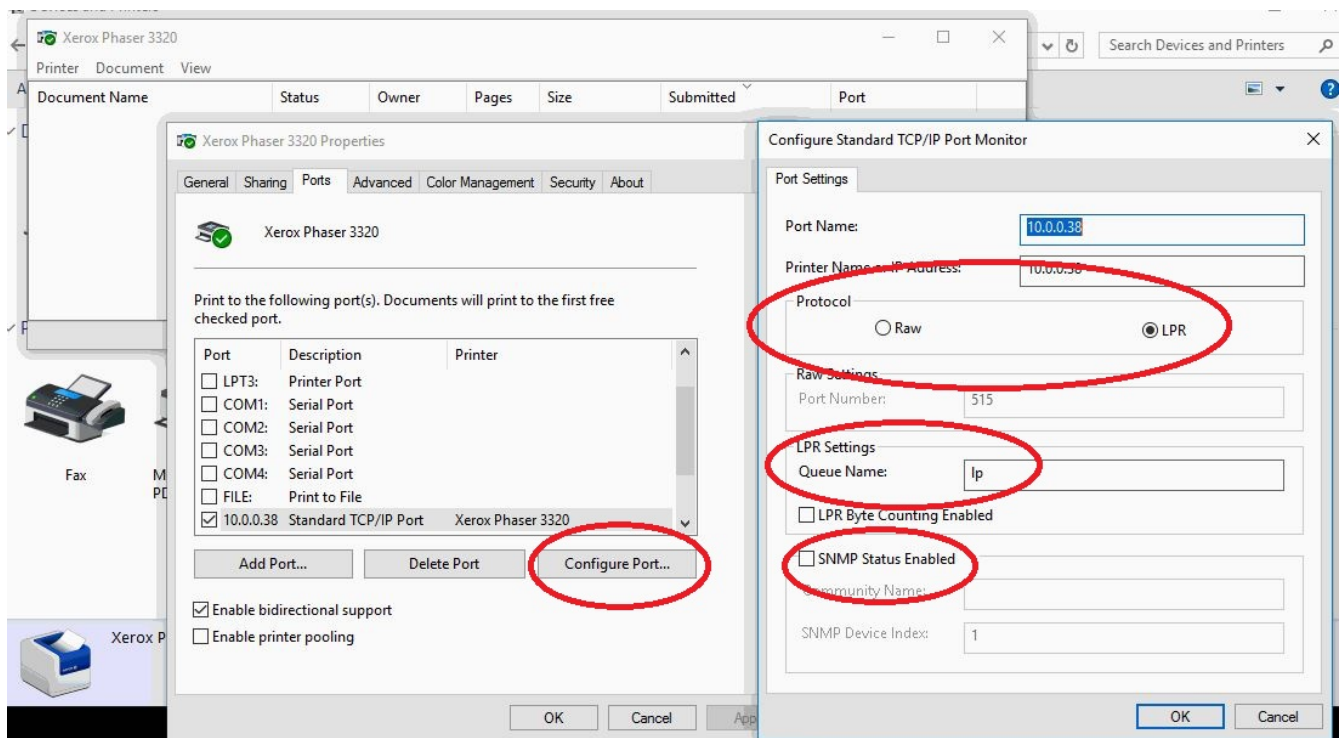 Xerox Phaser 3320
Search Devices and Printers
Printer Document View
Document Name Status Owner Pages Size Submitted Port
Xerox Phaser 3320 Properties
General Sharing Ports Advanced Color Management Security About
Xerox Phaser 3320
Print to the following port(s). Documents will print to the first free
checked port.
Port Description Printer
LPT3: Printer Port
COM1: Serial Port
COM2: Serial Port
COM3: Serial Port
COM4: Serial Port
FILE: Print to File
10.0.0.38 Standard TCP/IP Port Xerox Phaser 3320
Add Port... Delete Port Configure Port...
Enable bidirectional support
Enable printer pooling
OK Cancel App
Configure Standard TCP/IP Port Monitor
Port Settings
Port Name: 10.0.0.38
Printer Name or IP Address: 10.0.0.38
Protocol
Raw LPR
Raw Settings
Port Number: 515
LPR Settings
Queue Name: lp
LPR Byte Counting Enabled
SNMP Status Enabled
Community Name:
SNMP Device Index: 1
OK Cancel
Fax
Xerox P